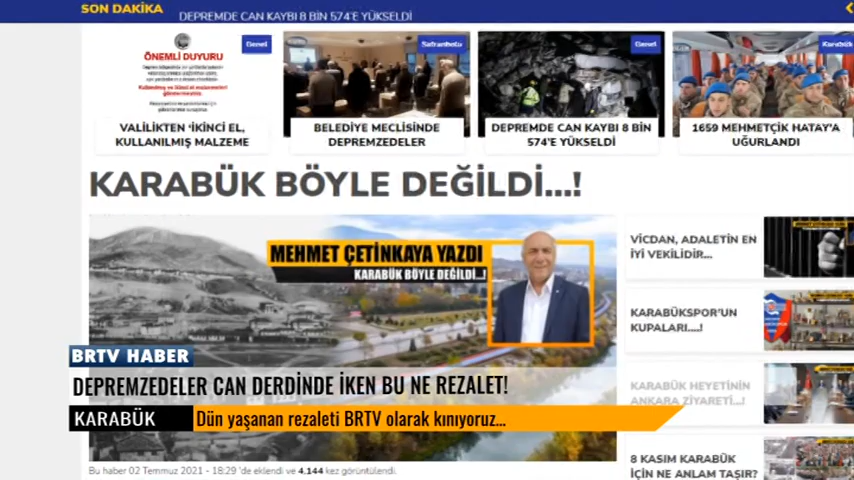 SON DAKİKA
DEPREMDE CAN KAYBI 8 BİN 574'E YÜKSELDİ
ÖNEMLİ DUYURU
Genel
Safranbolu
Genel
Karabük
VALİLİKTEN 'İKİNCİ EL,
KULLANILMIŞ MALZEME
BELEDİYE MECLİSİNDE
DEPREMZEDELER
DEPREMDE CAN KAYBI 8 BİN
574'E YÜKSELDİ
1659 MEHMETÇİK HATAY'A
UĞURLANDI
KARABÜK BÖYLE DEĞİLDİ...!
MEHMET ÇETİNKAYA YAZDI
KARABÜK BÖYLE DEĞİLDİ...!
VİCDAN, ADALETİN EN
İYİ VEKİLİDİR...
KARABÜKSPOR'UN
KUPALARI....!
KARABÜK HEYETİNİN
ANKARA ZİYARETİ...!
8 KASIM KARABÜK
İÇİN NE ANLAM TAŞIR?
BRTV HABER
DEPREMZEDELER CAN DERDİNDE İKEN BU NE REZALET!
KARABÜK
Dün yaşanan rezaleti BRTV olarak kınıyoruz...
Bu haber 02 Temmuz 2021 - 18:29 'de eklendi ve 4.144 kez görüntülendi.